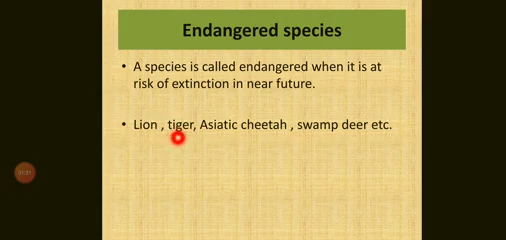 Endangered species
• A species is called endangered when it is at
risk of extinction in near future.
• Lion , tiger, Asiatic cheetah , swamp deer etc.